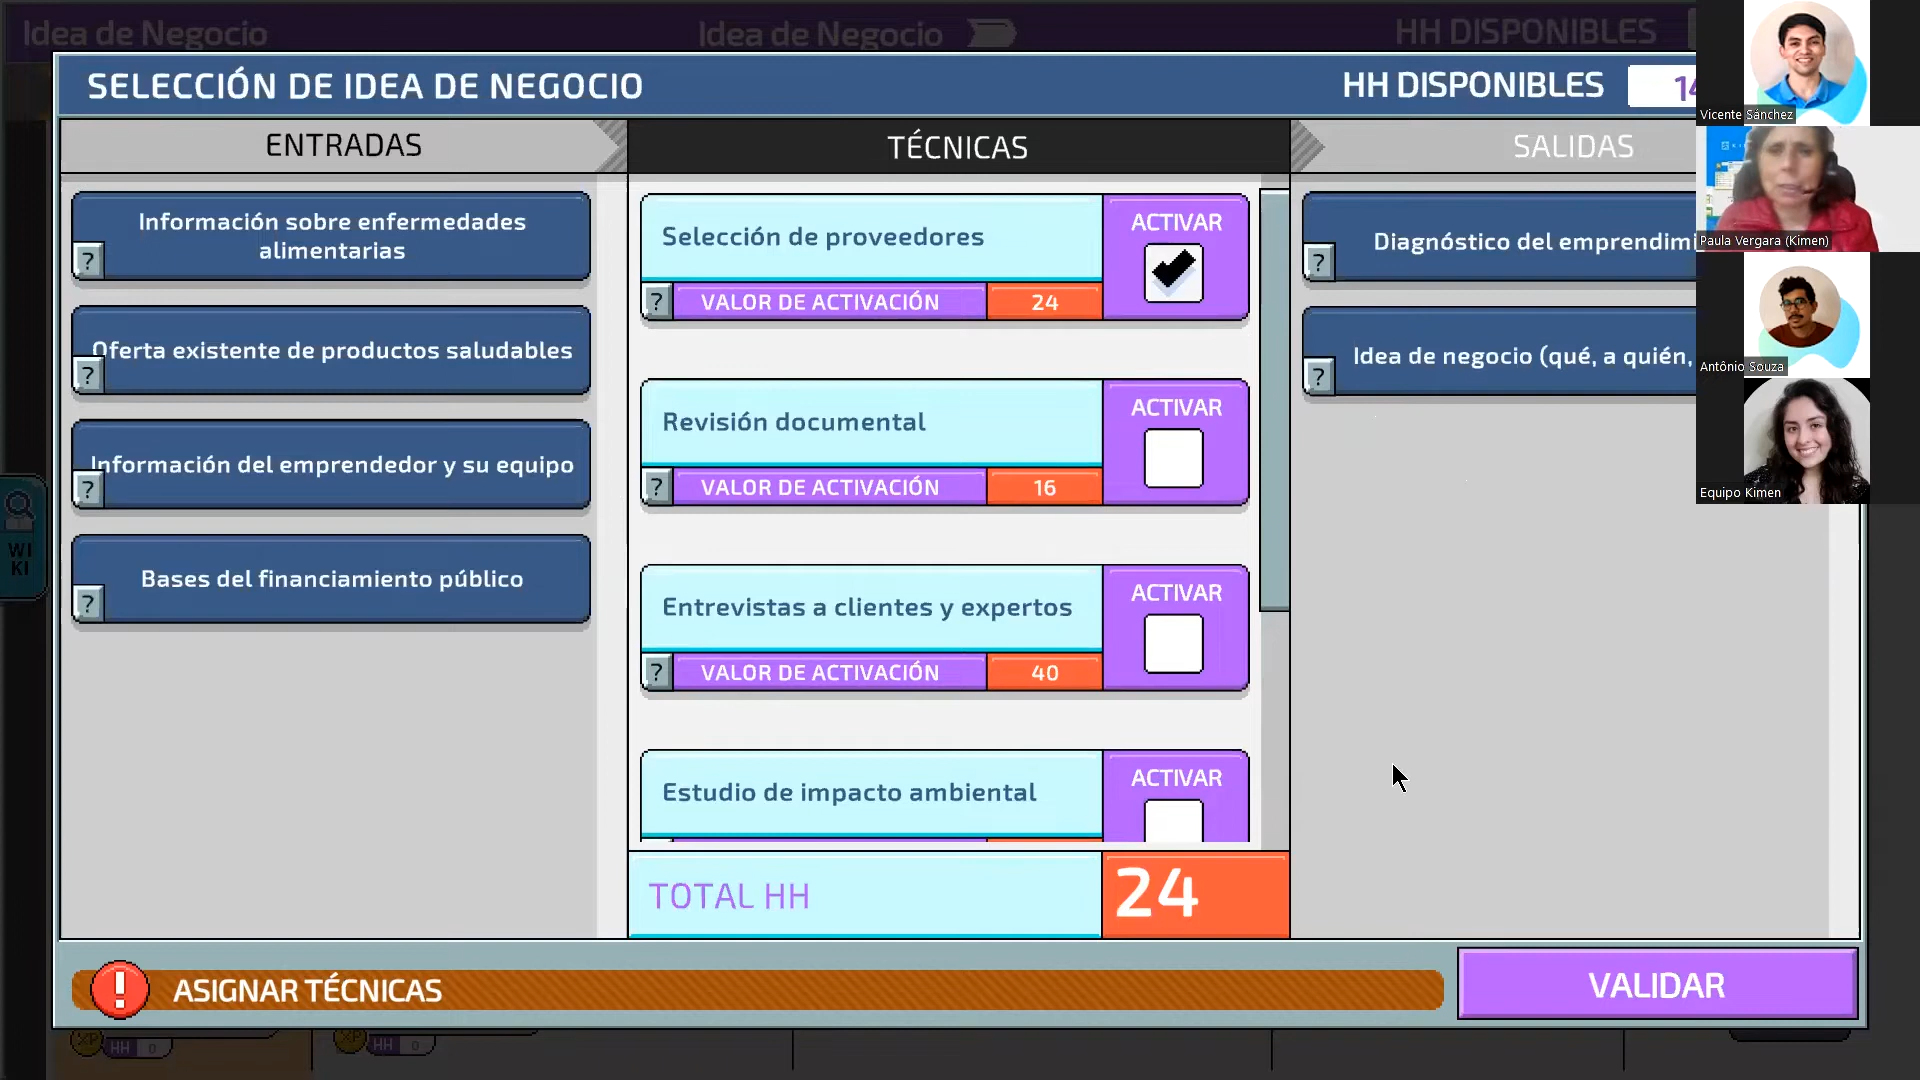 Idea de Negocio
Idea de Negocio
HH DISPONIBLES
SELECCIÓN DE IDEA DE NEGOCIO
HH DISPONIBLES
ENTRADAS
TÉCNICAS
SALIDAS
Información sobre enfermedades
alimentarias
?
Oferta existente de productos saludables
?
Información del emprendedor y su equipo
?
Bases del financiamiento público
?
Selección de proveedores
ACTIVAR
? VALOR DE ACTIVACIÓN 24
Revisión documental
ACTIVAR
? VALOR DE ACTIVACIÓN 16
Entrevistas a clientes y expertos
ACTIVAR
? VALOR DE ACTIVACIÓN 40
Estudio de impacto ambiental
ACTIVAR
TOTAL HH 24
Diagnóstico del emprendimi
?
Idea de negocio (qué, a quién,
?
Vicente Sánchez
Paula Vergara (Kimen)
Antônio Souza
Equipo Kimen
WI
KI
! ASIGNAR TÉCNICAS
VALIDAR
XP HH 0
XP HH 0